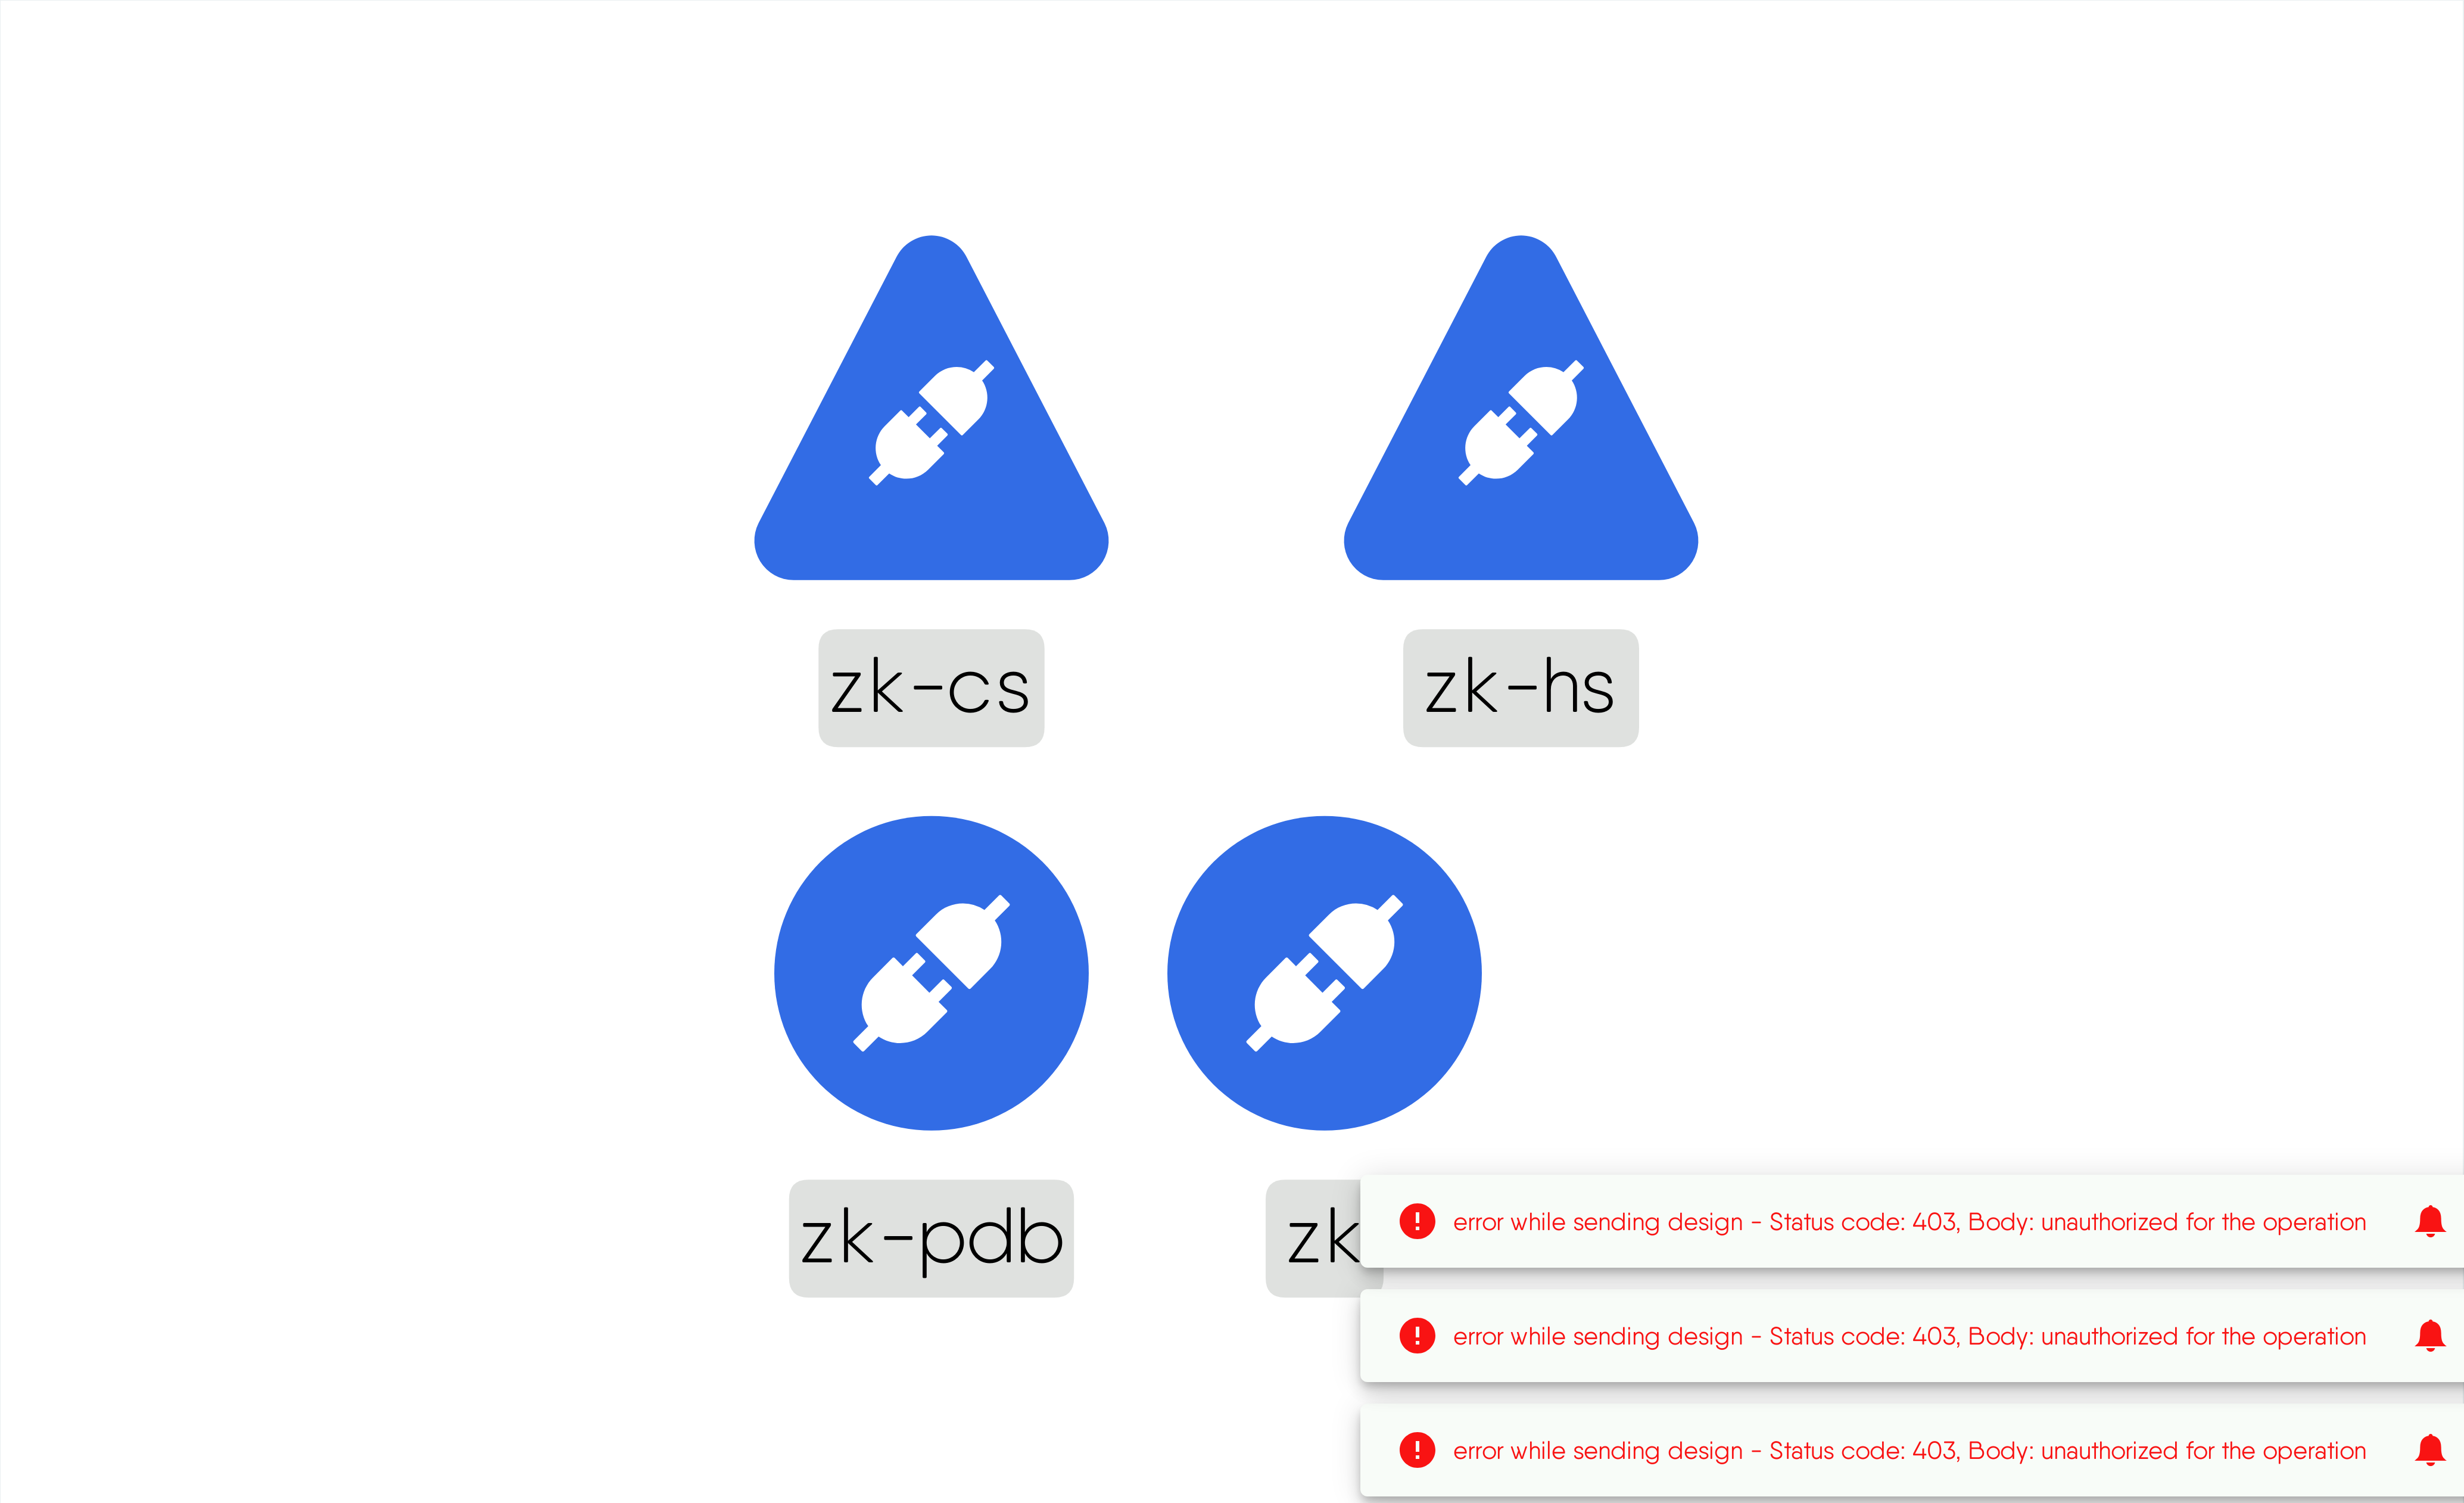 zk-cs
zk-hs
zk-pdb
zk
error while sending design - Status code: 403, Body: unauthorized for the operation
error while sending design - Status code: 403, Body: unauthorized for the operation
error while sending design - Status code: 403, Body: unauthorized for the operation